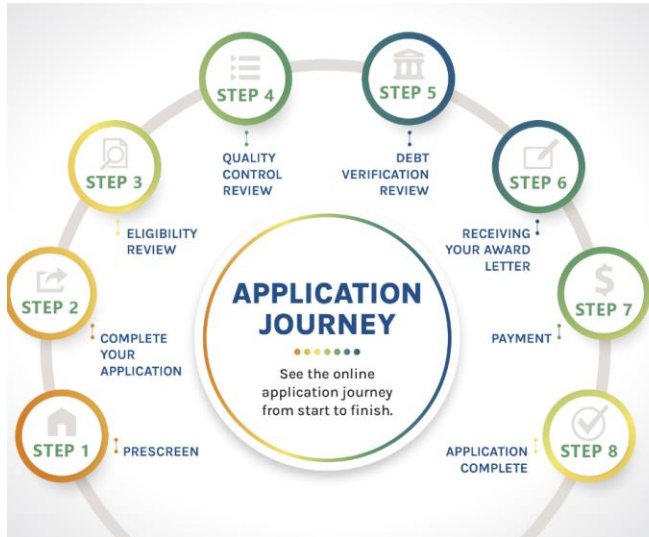 APPLICATION
JOURNEY
See the online
application journey
from start to finish.
STEP 1
PRESCREEN
STEP 2
COMPLETE
YOUR
APPLICATION
STEP 3
ELIGIBILITY
REVIEW
STEP 4
QUALITY
CONTROL
REVIEW
STEP 5
DEBT
VERIFICATION
REVIEW
STEP 6
RECEIVING
YOUR AWARD
LETTER
STEP 7
PAYMENT
STEP 8
APPLICATION
COMPLETE